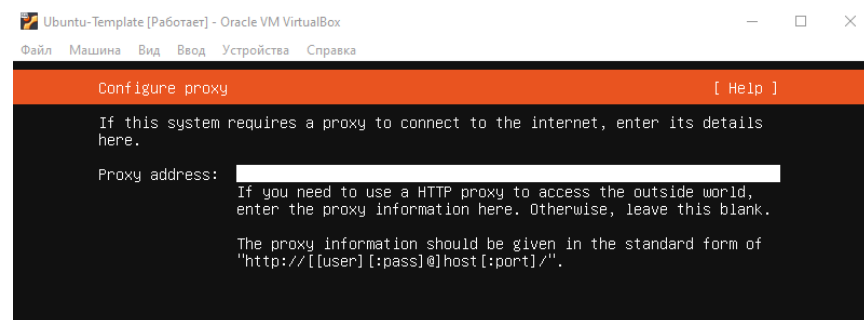 Ubuntu-Template [Работает] - Oracle VM VirtualBox
Файл Машина Вид Ввод Устройства Справка
Configure proxy [ Help ]
If this system requires a proxy to connect to the internet, enter its details
here.
Proxy address:
If you need to use a HTTP proxy to access the outside world,
enter the proxy information here. Otherwise, leave this blank.
The proxy information should be given in the standard form of
"http://[[user][:pass]@]host[:port]/".